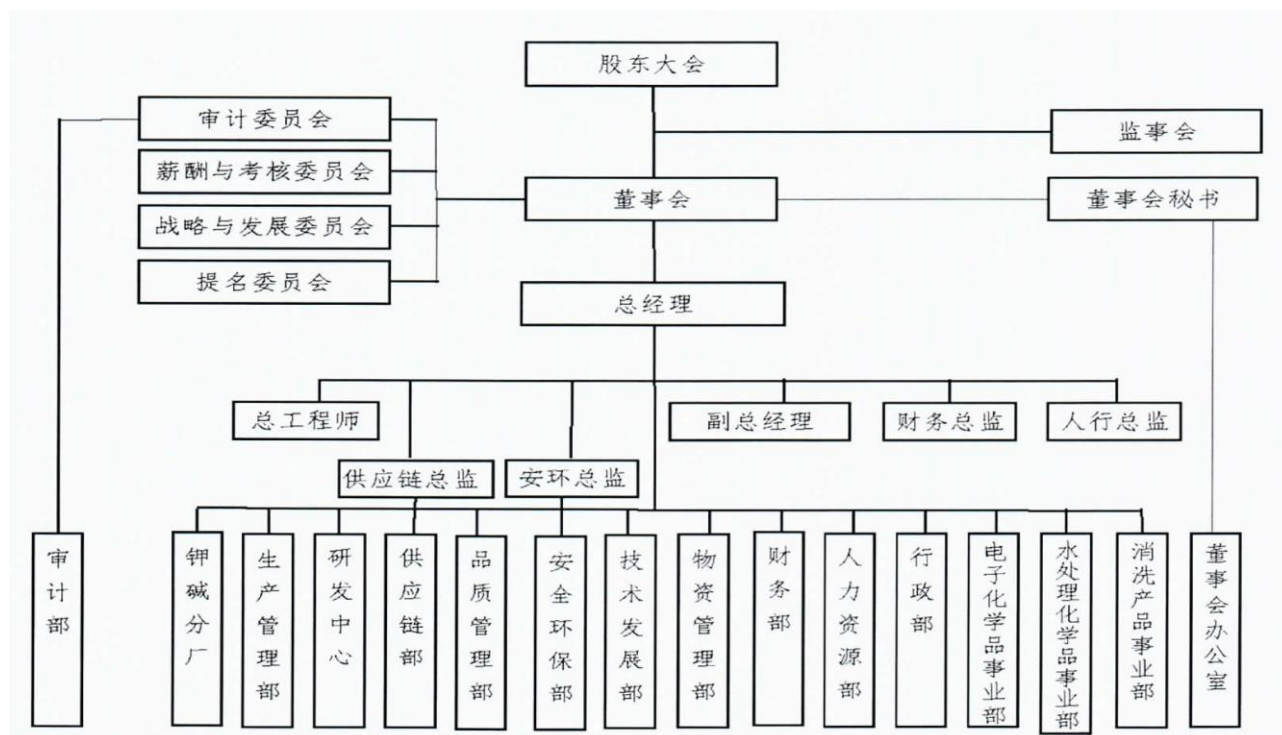 股东大会
审计委员会
监事会
薪酬与考核委员会
董事会
董事会秘书
战略与发展委员会
提名委员会
总经理
总工程师
副总经理
财务总监
人行总监
供应链总监
安环总监
审计部
钾碱分厂
生产管理部
研发中心
供应链部
品质管理部
安全环保部
技术发展部
物资管理部
财务部
人力资源部
行政部
电子化学品事业部
水处理化学品事业部
消洗产品事业部
董事会办公室